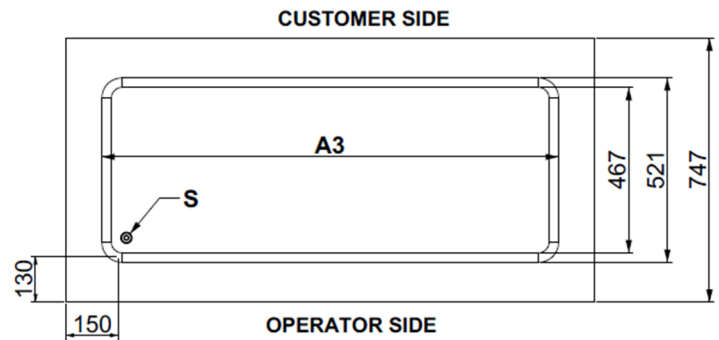 CUSTOMER SIDE
A3
S
467
521
747
130
150
OPERATOR SIDE